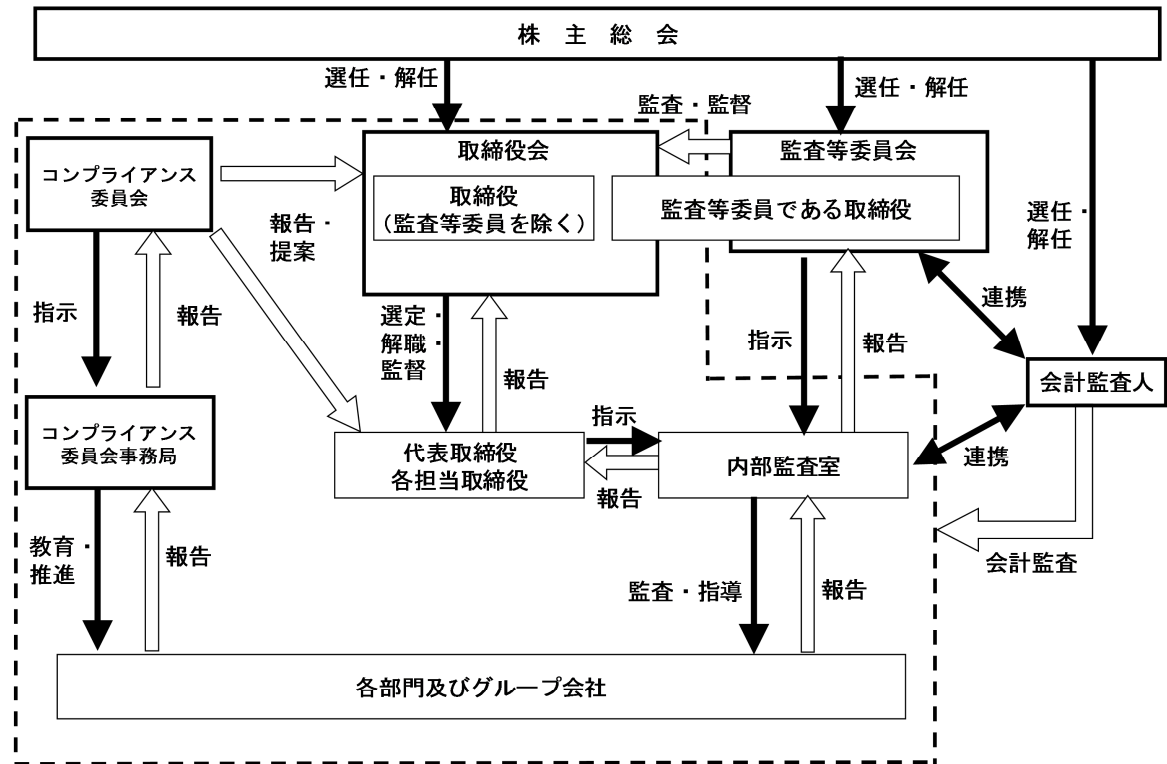 株主総会
選任・解任
選任・解任
監査・監督
コンプライアンス
委員会
取締役会
取締役
(監査等委員を除く)
監査等委員会
監査等委員である取締役
選任・
解任
報告・
提案
指示
報告
選定・
解職・
監督
報告
指示
報告
連携
会計監査人
コンプライアンス
委員会事務局
代表取締役
各担当取締役
指示
報告
内部監査室
連携
教育・
推進
報告
監査・指導
報告
会計監査
各部門及びグループ会社